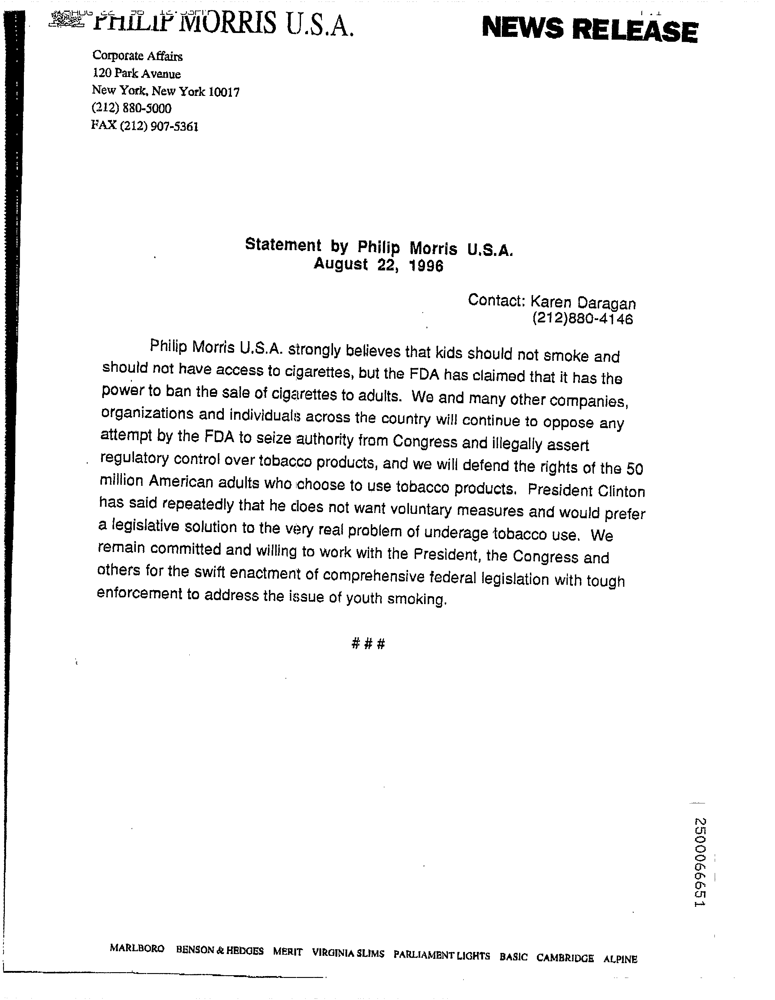 PHILIP MORRIS U.S.A.
NEWS RELEASE
Corporate Affairs
120 Park Avenue
New York, New York 10017
(212) 880-5000
FAX (212) 907-5361
Statement by Philip Morris U.S.A.
August 22, 1996
Contact: Karen Daragan
(212)880-4146
Philip Morris U.S.A. strongly believes that kids should not smoke and
should not have access to cigarettes, but the FDA has claimed that it has the
power to ban the sale of cigarettes to adults. We and many other companies,
organizations and individuals across the country will continue to oppose any
attempt by the FDA to seize authority from Congress and illegally assert
regulatory control over tobacco products, and we will defend the rights of the 50
million American adults who choose to use tobacco products. President Clinton
has said repeatedly that he does not want voluntary measures and would prefer
a legislative solution to the very real problem of underage tobacco use. We
remain committed and willing to work with the President, the Congress and
others for the swift enactment of comprehensive federal legislation with tough
enforcement to address the issue of youth smoking.
# # #
2500066651
MARLBORO BENSON & HEDGES MERIT VIRGINIA SLIMS PARLIAMENT LIGHTS BASIC CAMBRIDGE ALPINE